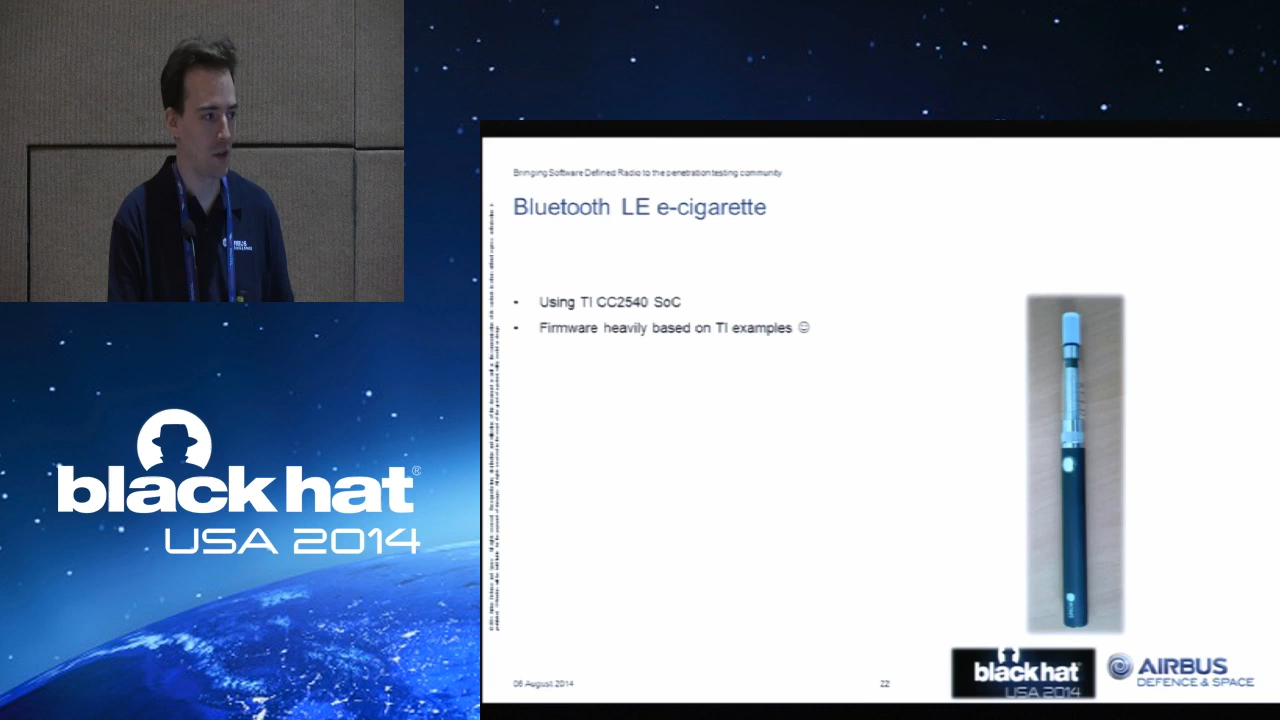 Bringing Software Defined Radio to the penetration testing community
Bluetooth LE e-cigarette
• Using TI CC2540 SoC
• Firmware heavily based on TI examples ☺
black hat®
USA 2014
06 August 2014
22
black hat
USA 2014
AIRBUS
DEFENCE & SPACE